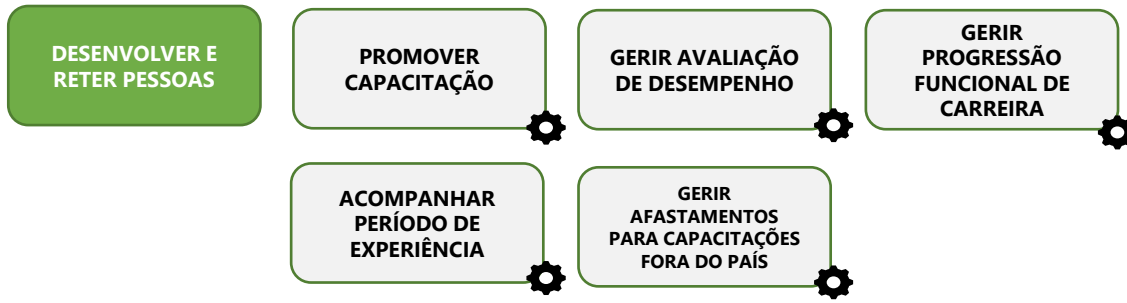 DESENVOLVER E
RETER PESSOAS
PROMOVER
CAPACITAÇÃO
GERIR AVALIAÇÃO
DE DESEMPENHO
GERIR
PROGRESSÃO
FUNCIONAL DE
CARREIRA
ACOMPANHAR
PERÍODO DE
EXPERIÊNCIA
GERIR
AFASTAMENTOS
PARA CAPACITAÇÕES
FORA DO PAÍS